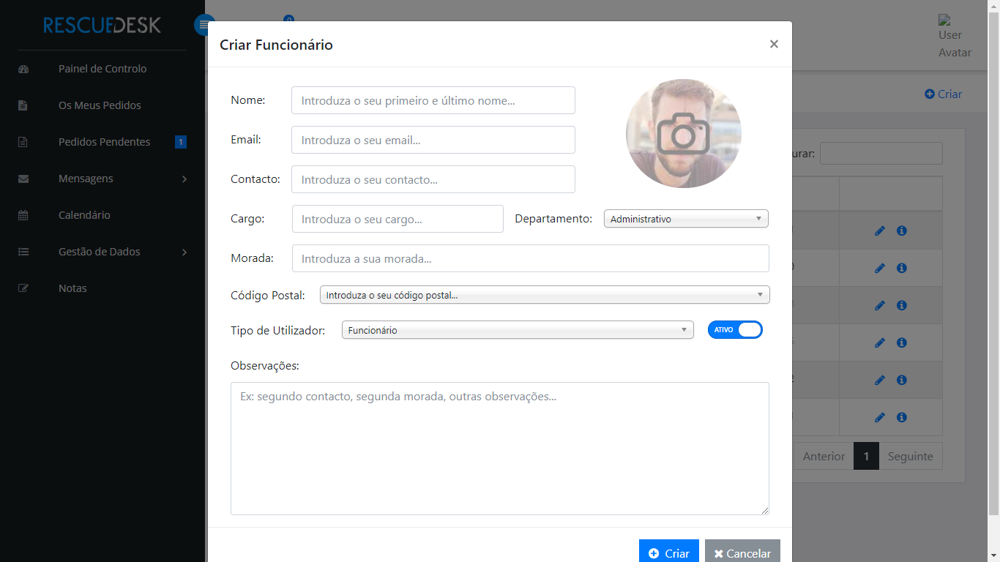 RESCUEDESK
0
User
Avatar
Criar Funcionário
×
Painel de Controlo
Os Meus Pedidos
Pedidos Pendentes 1
Mensagens
Calendário
Gestão de Dados
Notas
Criar
urar:
Nome: Introduza o seu primeiro e último nome...
Email: Introduza o seu email...
Contacto: Introduza o seu contacto...
Cargo: Introduza o seu cargo... Departamento: Administrativo
Morada: Introduza a sua morada...
Código Postal: Introduza o seu código postal...
Tipo de Utilizador: Funcionário ATIVO
Observações:
Ex: segundo contacto, segunda morada, outras observações...
Anterior 1 Seguinte
Criar Cancelar